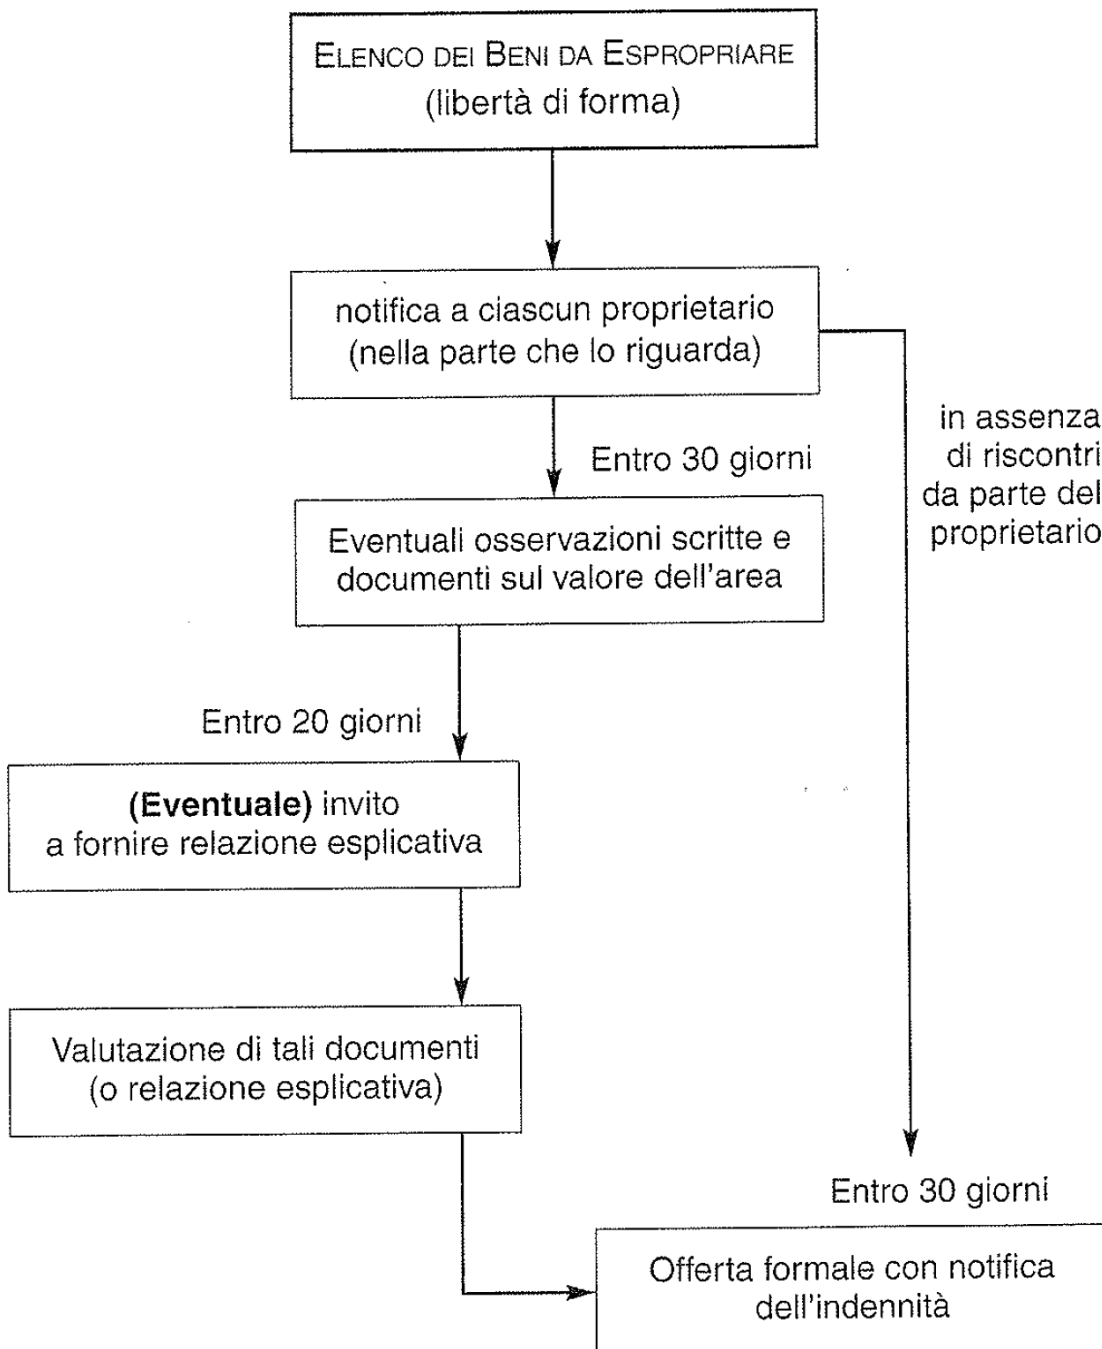 ELENCO DEI BENI DA ESPROPRIARE
(libertà di forma)
notifica a ciascun proprietario
(nella parte che lo riguarda)
in assenza
di riscontri
da parte del
proprietario
Entro 30 giorni
Eventuali osservazioni scritte e
documenti sul valore dell'area
Entro 20 giorni
(Eventuale) invito
a fornire relazione esplicativa
Valutazione di tali documenti
(o relazione esplicativa)
Entro 30 giorni
Offerta formale con notifica
dell'indennità